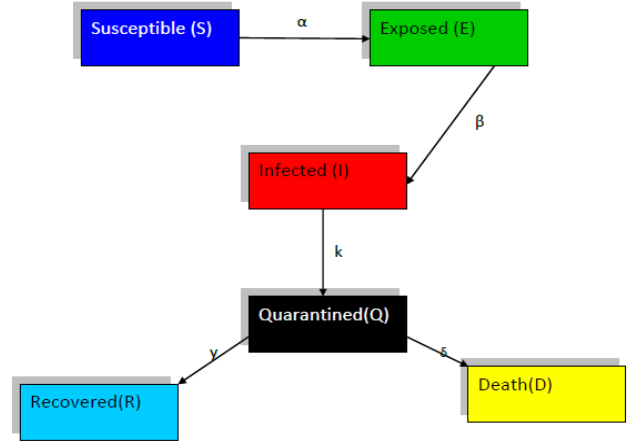 Susceptible (S)
α
Exposed (E)
β
Infected (I)
k
Quarantined(Q)
y
δ
Recovered(R)
Death(D)